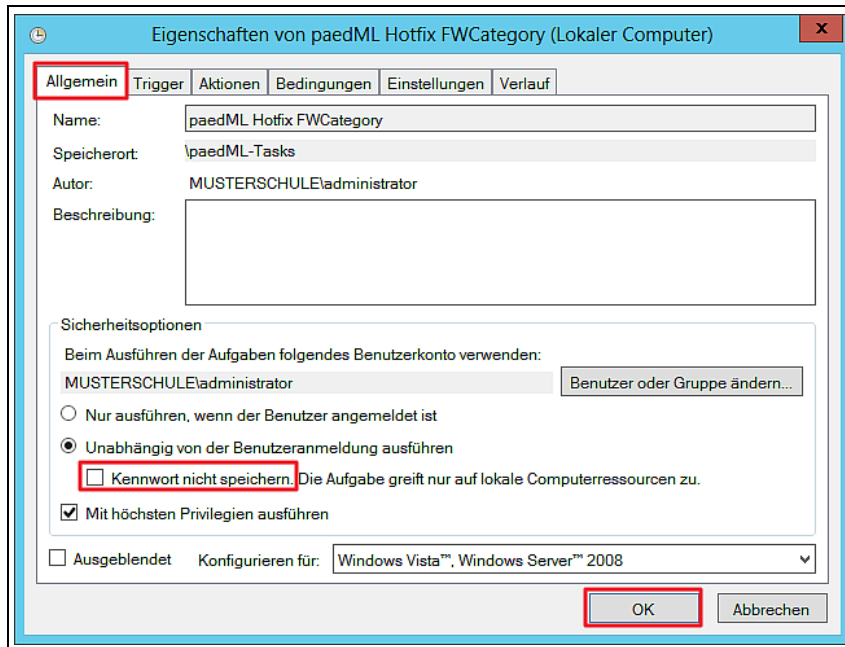 Eigenschaften von paedML Hotfix FWCategory (Lokaler Computer)
x
Allgemein Trigger Aktionen Bedingungen Einstellungen Verlauf
Name: paedML Hotfix FWCategory
Speicherort: \paedML-Tasks
Autor: MUSTERSCHULE\administrator
Beschreibung:
Sicherheitsoptionen
Beim Ausführen der Aufgaben folgendes Benutzerkonto verwenden:
MUSTERSCHULE\administrator Benutzer oder Gruppe ändern...
Nur ausführen, wenn der Benutzer angemeldet ist
Unabhängig von der Benutzeranmeldung ausführen
Kennwort nicht speichern. Die Aufgabe greift nur auf lokale Computerressourcen zu.
Mit höchsten Privilegien ausführen
Ausgeblendet Konfigurieren für: Windows Vista™, Windows Server™ 2008
OK Abbrechen